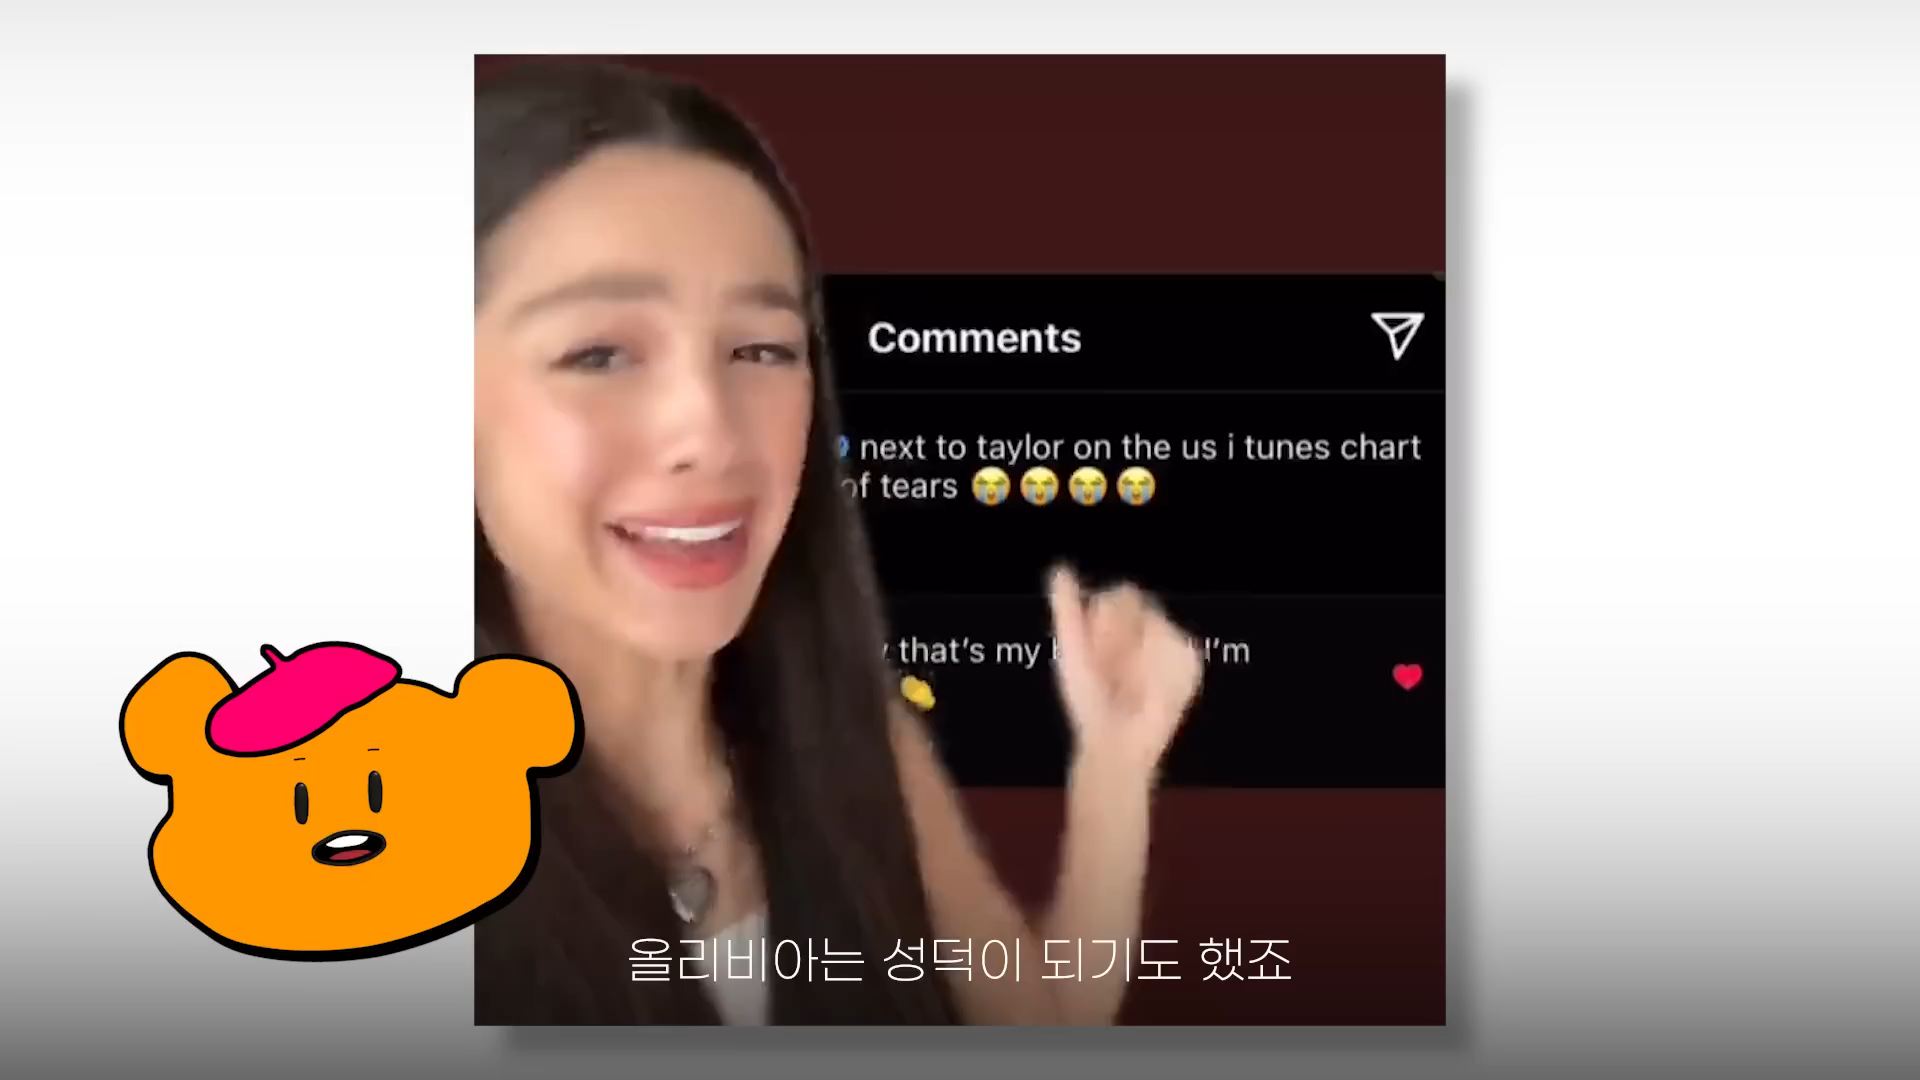 Comments
next to taylor on the us i tunes chart
of tears 😭😭😭😭
that's my I'm
올리비아는 성덕이 되기도 했죠